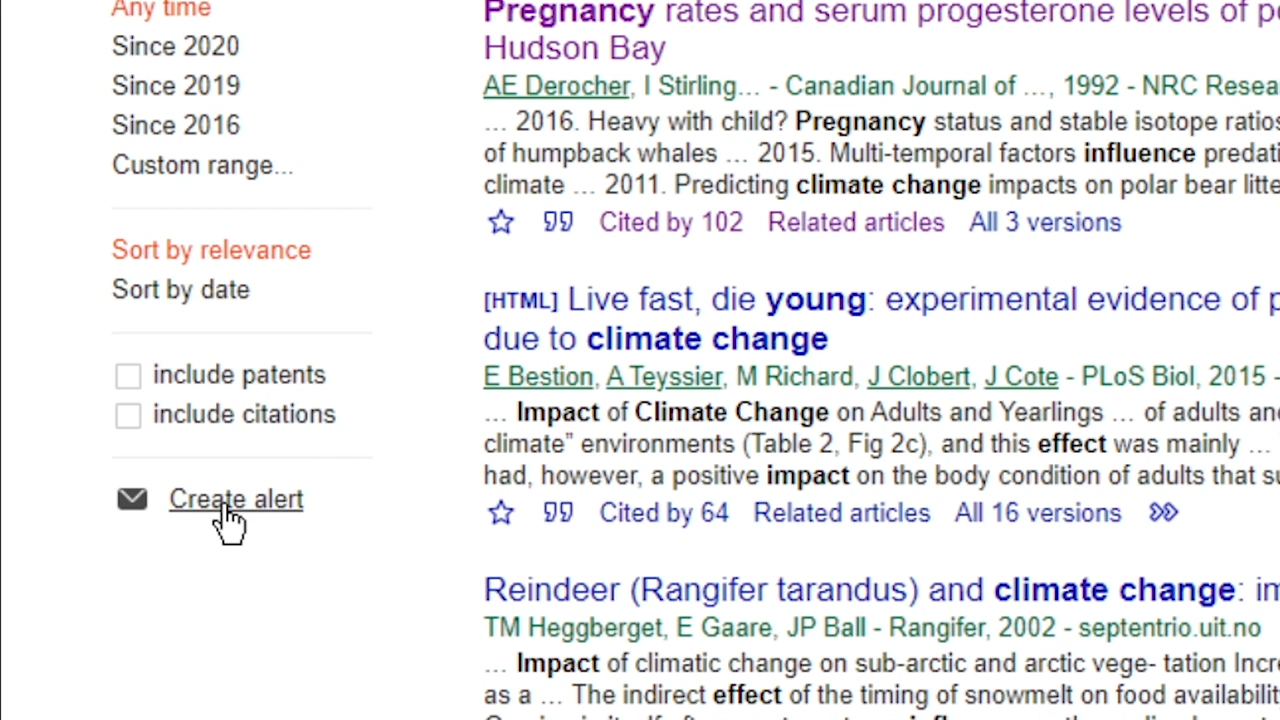 Any time
Since 2020
Since 2019
Since 2016
Custom range...
Sort by relevance
Sort by date
include patents
include citations
Create alert
Pregnancy rates and serum progesterone levels of
Hudson Bay
AE Derocher, I Stirling... - Canadian Journal of ..., 1992 - NRC
... 2016. Heavy with child? Pregnancy status and stable isotope ratios
of humpback whales ... 2015. Multi-temporal factors influence
climate ... 2011. Predicting climate change impacts on polar bear
Cited by 102 Related articles All 3 versions
[HTML] Live fast, die young: experimental evidence of
due to climate change
E Bestion, A Teyssier, M Richard, J Clobert, J Cote - PLoS Biol, 2015 -
... Impact of Climate Change on Adults and Yearlings ... of adults
climate” environments (Table 2, Fig 2c), and this effect was mainly ...
had, however, a positive impact on the body condition of adults that
Cited by 64 Related articles All 16 versions
Reindeer (Rangifer tarandus) and climate change:
TM Heggberget, E Gaare, JP Ball - Rangifer, 2002 - septentrio.uit.no
... Impact of climatic change on sub-arctic and arctic vege- tation
as a ... The indirect effect of the timing of snowmelt on food